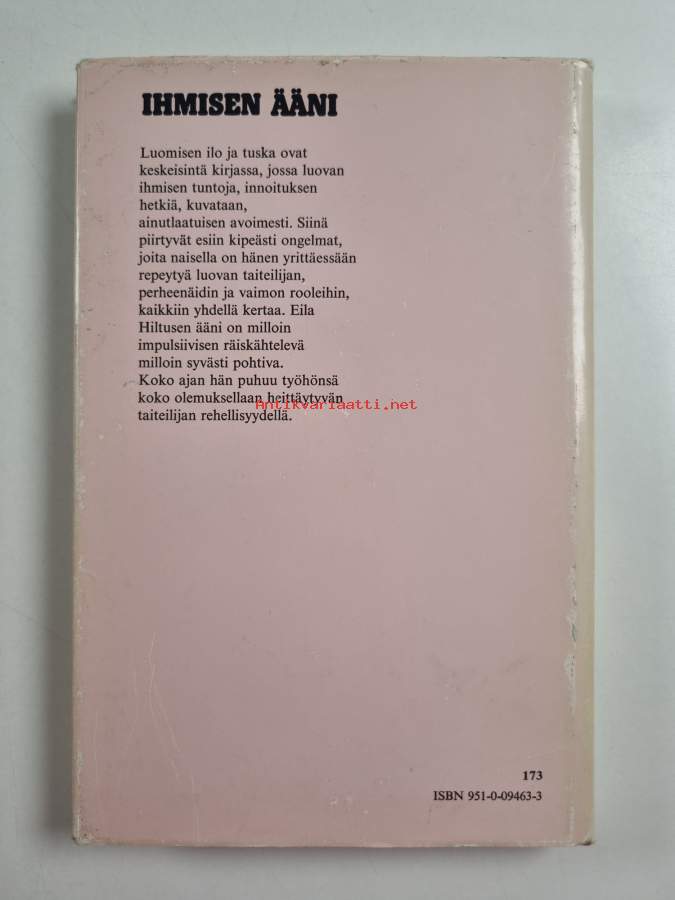 IHMISEN ÄÄNI
Luomisen ilo ja tuska ovat
keskeisintä kirjassa, jossa luovan
ihmisen tuntoja, innoituksen
hetkiä, kuvataan,
ainutlaatuisen avoimesti. Siinä
piirtyvät esiin kipeästi ongelmat,
joita naisella on hänen yrittäessään
repeytyä luovan taiteilijan,
perheenäidin ja vaimon rooleihin,
kaikkiin yhdellä kertaa. Eila
Hiltusen ääni on milloin
impulsiivisen räiskähtelevä
milloin syvästi pohtiva.
Koko ajan hän puhuu työhönsä
koko olemuksellaan heittäytyvän
Antikvariaatti.net
taiteilijan rehellisyydellä.
173
ISBN 951-0-09463-3